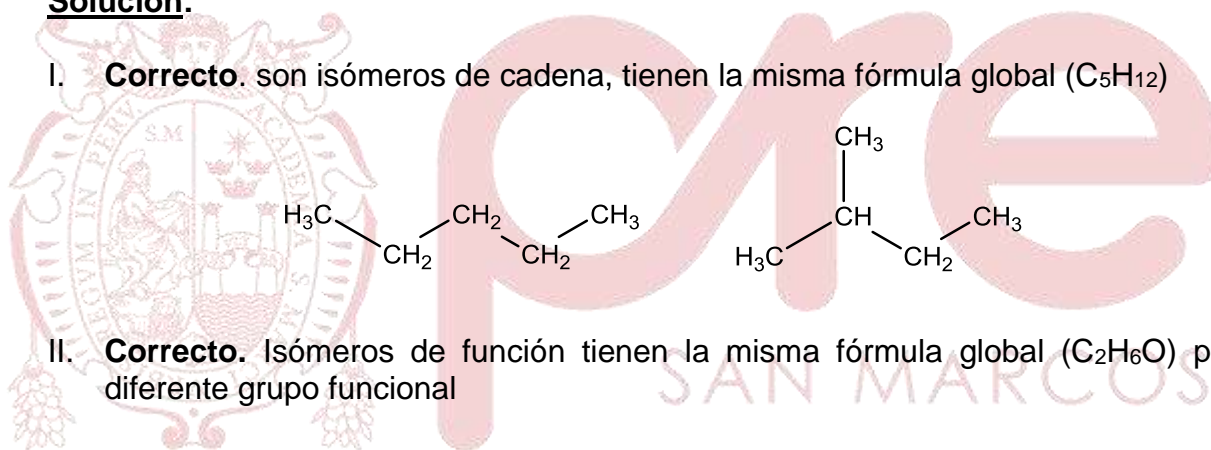 Solución:
I. Correcto. son isómeros de cadena, tienen la misma fórmula global (C₅H₁₂)
CH₃
H₃C CH₂ CH₃ CH CH₃
CH₂ CH₂ H₃C CH₂
II. Correcto. Isómeros de función tienen la misma fórmula global (C₂H₆O) p
diferente grupo funcional
pre
SAN MARCOS
S.M